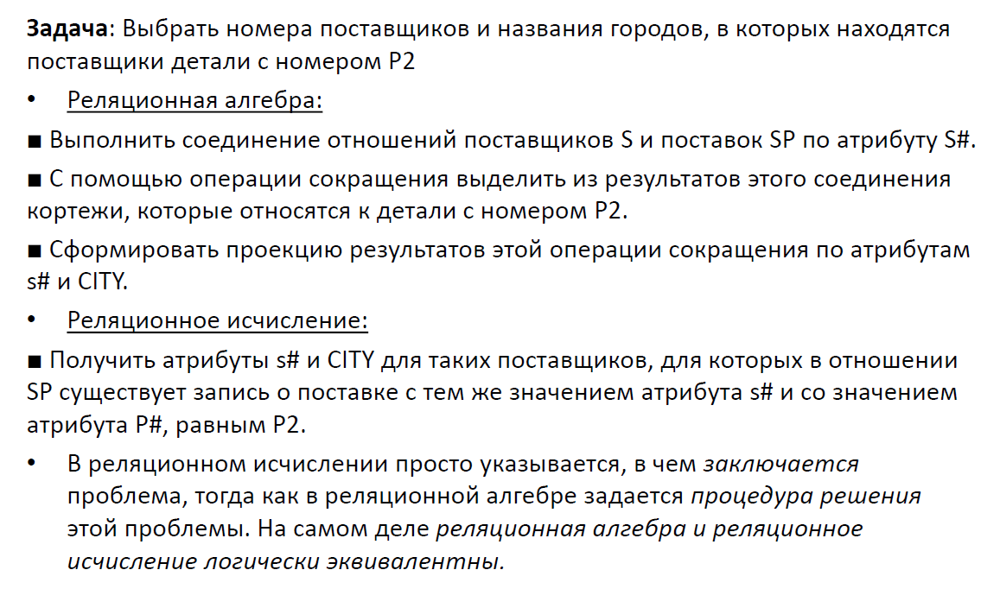 Задача: Выбрать номера поставщиков и названия городов, в которых находятся
поставщики детали с номером P2
• Реляционная алгебра:
■ Выполнить соединение отношений поставщиков S и поставок SP по атрибуту S#.
■ С помощью операции сокращения выделить из результатов этого соединения
кортежи, которые относятся к детали с номером P2.
■ Сформировать проекцию результатов этой операции сокращения по атрибутам
s# и CITY.
• Реляционное исчисление:
■ Получить атрибуты s# и CITY для таких поставщиков, для которых в отношении
SP существует запись о поставке с тем же значением атрибута s# и со значением
атрибута P#, равным P2.
• В реляционном исчислении просто указывается, в чем заключается
проблема, тогда как в реляционной алгебре задается процедура решения
этой проблемы. На самом деле реляционная алгебра и реляционное
исчисление логически эквивалентны.